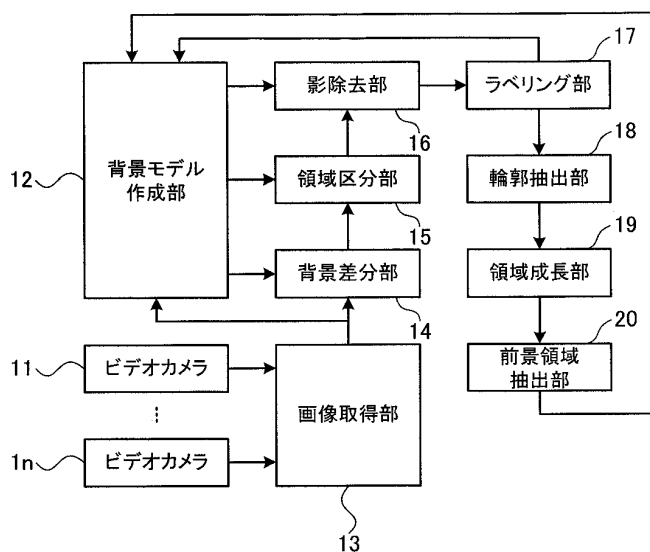 17
影除去部
ラベリング部
16
18
12
背景モデル
作成部
領域区分部
輪郭抽出部
15
19
背景差分部
領域成長部
14
20
11
ビデオカメラ
前景領域
抽出部
画像取得部
1n
ビデオカメラ
13